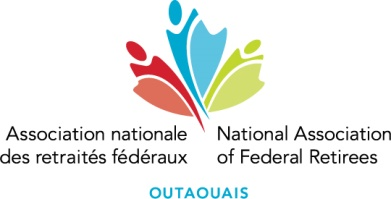 Association nationale
des retraités fédéraux
National Association
of Federal Retirees
OUTAOUAIS